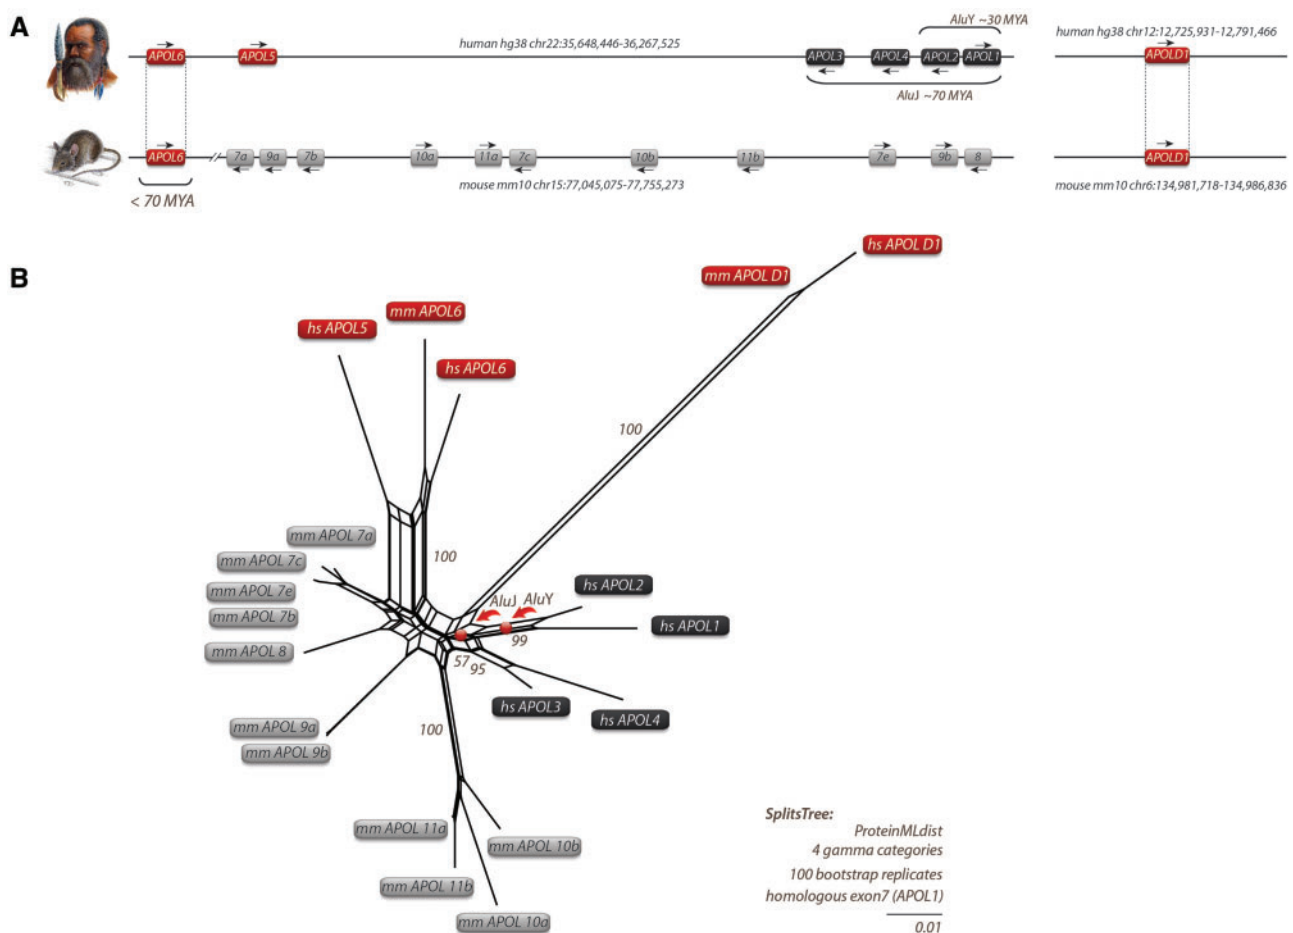 A
AluY ~30 MYA
human hg38 chr22:35,648,446-36,267,525
human hg38 chr12:12,725,931-12,791,466
APOL6 APOL5 APOL3 APOL4 APOL2 APOL1 APOLD1
AluJ ~70 MYA
APOL6 7a 9a 7b 10a 11a 7c 10b 11b 7e 9b 8 APOLD1
mouse mm10 chr15:77,045,075-77,755,273
mouse mm10 chr6:134,981,718-134,986,836
< 70 MYA
B
hs APOL D1
mm APOL D1
mm APOL6
hs APOL5
hs APOL6
100
mm APOL 7a
100
mm APOL 7c
mm APOL 7e
mm APOL 7b
mm APOL 8
AluJ AluY
hs APOL2
hs APOL1
99
57 95
hs APOL3
hs APOL4
mm APOL 9a
mm APOL 9b
100
mm APOL 11a
mm APOL 10b
mm APOL 11b
mm APOL 10a
SplitsTree:
ProteinMLdist
4 gamma categories
100 bootstrap replicates
homologous exon7 (APOL1)
0.01